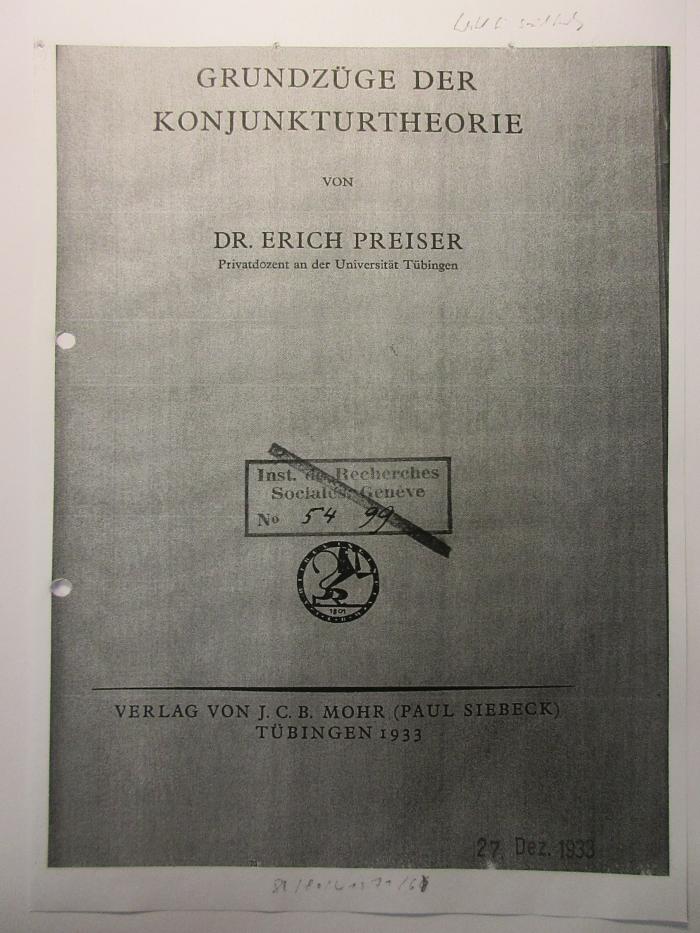 GRUNDZÜGE DER
KONJUNKTURTHEORIE
VON
DR. ERICH PREISER
Privatdozent an der Universität Tübingen
Inst. de Recherches
Sociales. Genève
No 54 99
1801
VERLAG VON J. C. B. MOHR (PAUL SIEBECK)
TÜBINGEN 1933
27 Dez. 1933